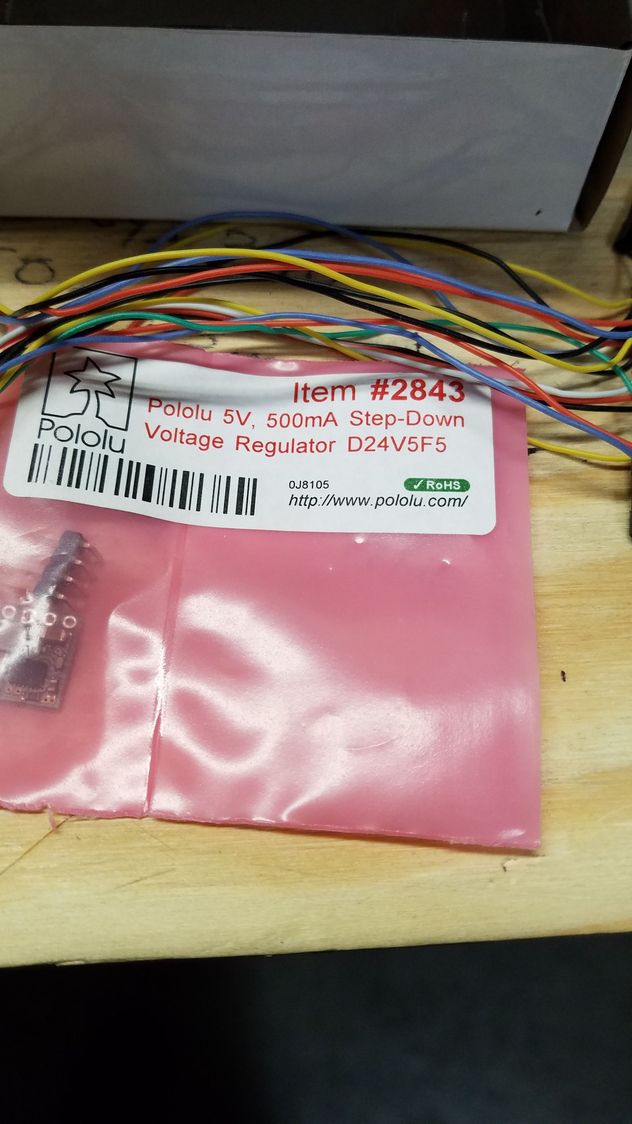 Item #2843
Pololu 5V, 500mA Step-Down
Voltage Regulator D24V5F5
Pololu
0J8105
✓ RoHS
http://www.pololu.com/